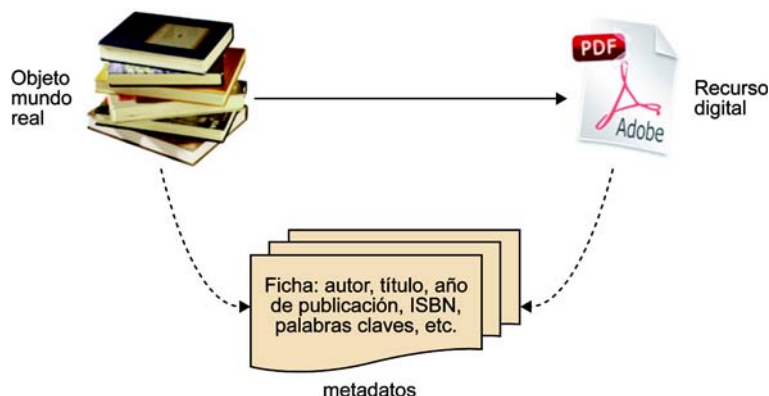 Objeto
mundo
real
PDF
Adobe
Recurso
digital
Ficha: autor, título, año
de publicación, ISBN,
palabras claves, etc.
metadatos